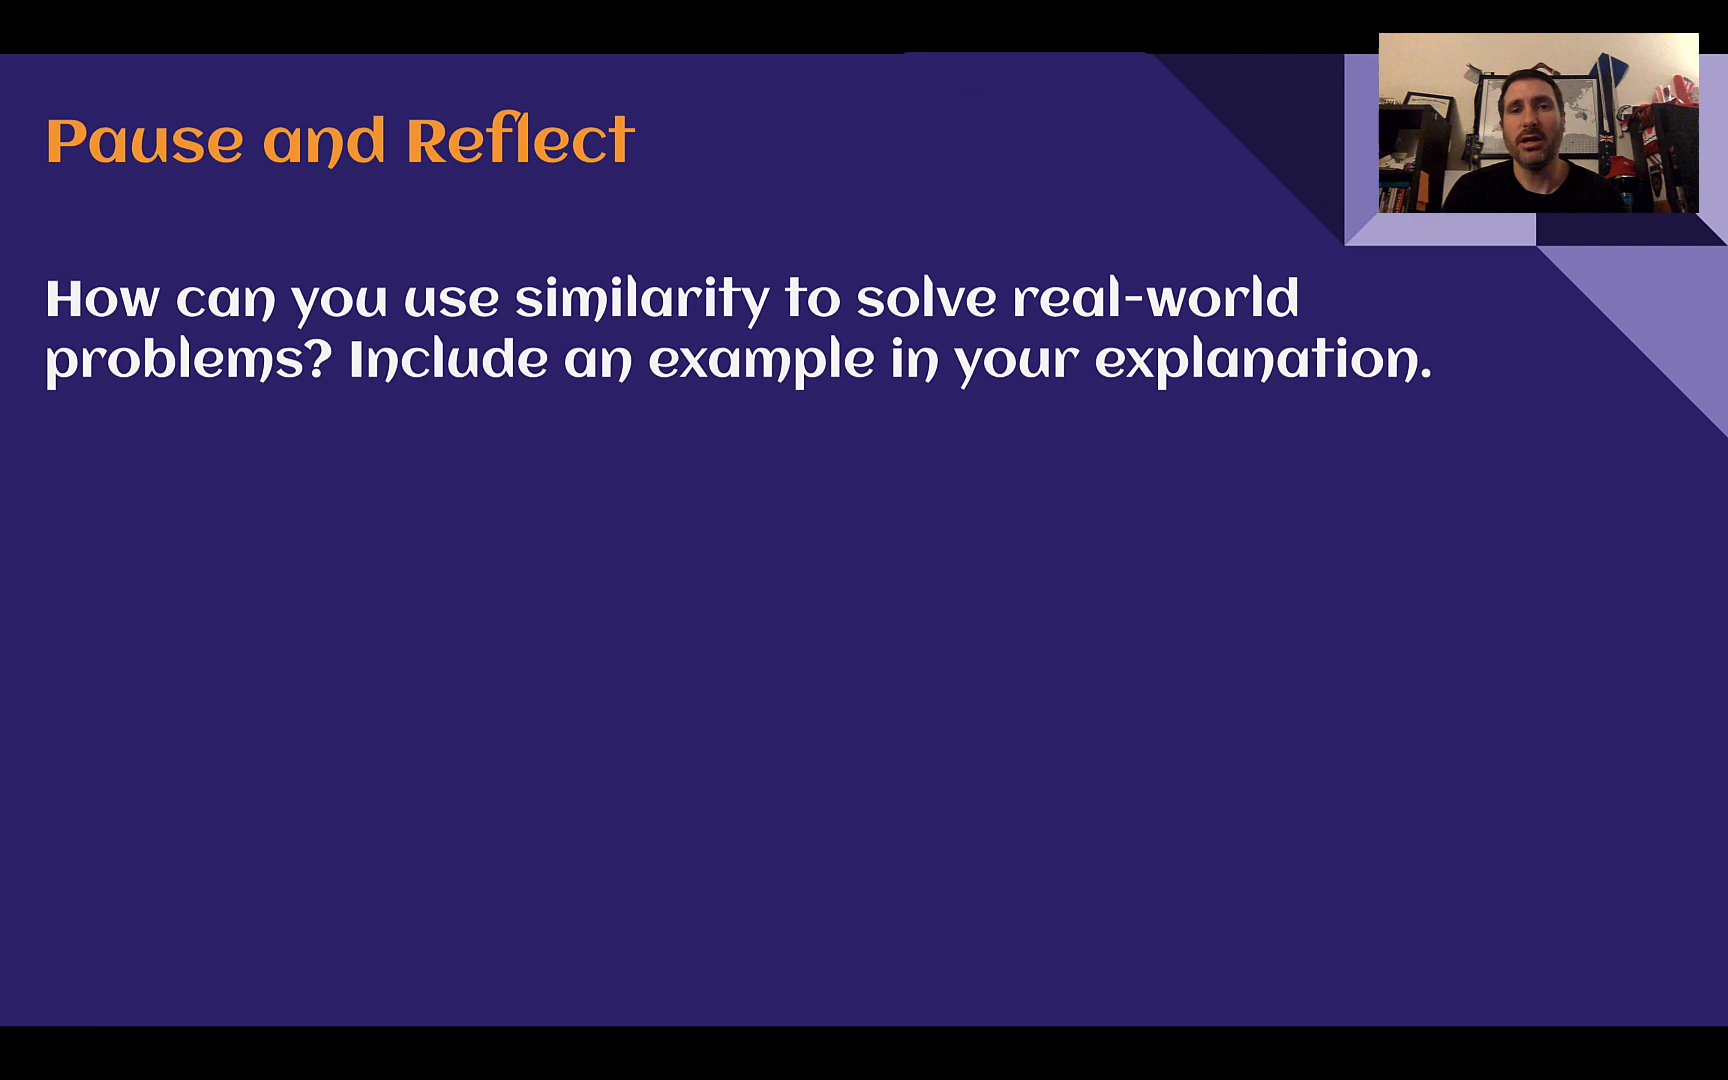 Pause and Reflect
How can you use similarity to solve real-world
problems? Include an example in your explanation.